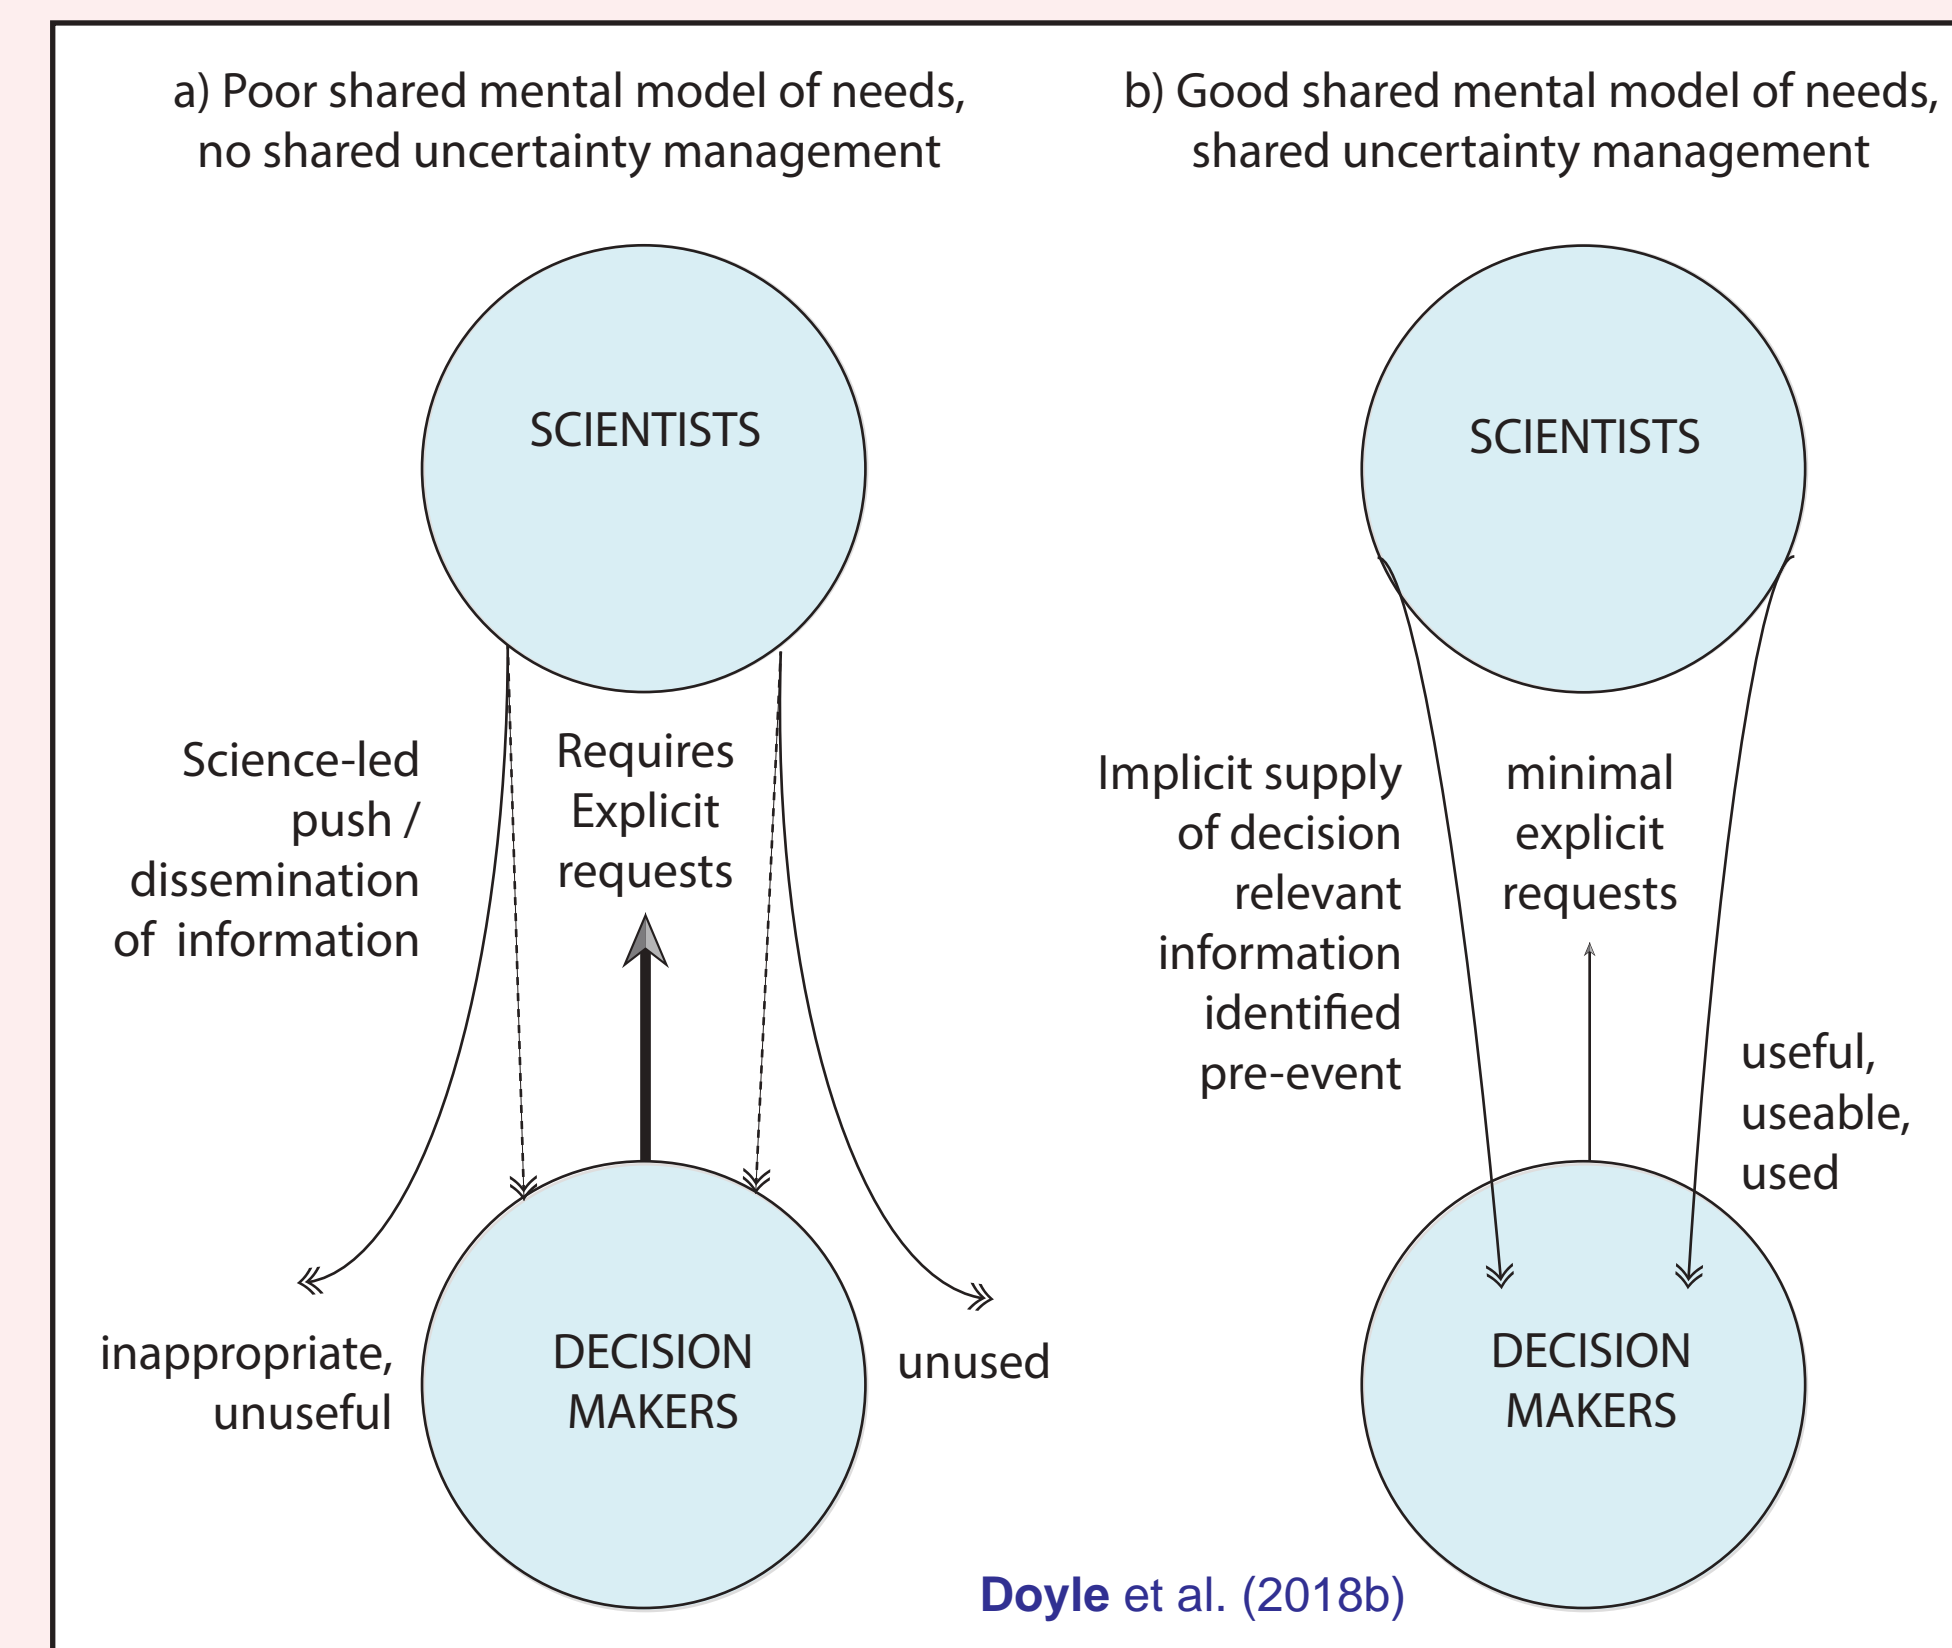 a) Poor shared mental model of needs,
no shared uncertainty management
SCIENTISTS
Science-led
push /
dissemination
of information
Requires
Explicit
requests
inappropriate,
unuseful
DECISION
MAKERS
unused
b) Good shared mental model of needs,
shared uncertainty management
SCIENTISTS
Implicit supply
of decision
relevant
information
identified
pre-event
minimal
explicit
requests
useful,
useable,
used
DECISION
MAKERS
Doyle et al. (2018b)